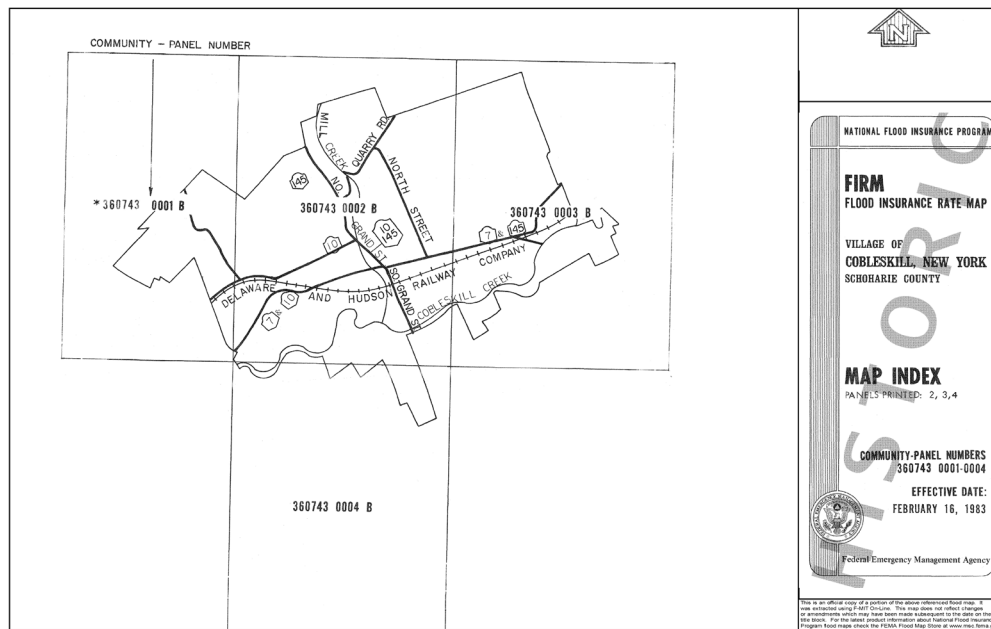 COMMUNITY – PANEL NUMBER
*360743 0001 B
360743 0002 B
360743 0003 B
360743 0004 B
MILL CREEK
QUARRY RD
NO. GRAND ST
NORTH STREET
145
10
10
145
7 & 145
7 & 10
SO. GRAND ST
DELAWARE AND HUDSON RAILWAY COMPANY
COBLESKILL CREEK
N
NATIONAL FLOOD INSURANCE PROGRAM
FIRM
FLOOD INSURANCE RATE MAP
VILLAGE OF
COBLESKILL, NEW YORK
SCHOHARIE COUNTY
MAP INDEX
PANELS PRINTED: 2, 3, 4
COMMUNITY-PANEL NUMBERS
360743 0001-0004
EFFECTIVE DATE:
FEBRUARY 16, 1983
Federal Emergency Management Agency
HISTORIC
This is an official copy of a portion of the above referenced flood map. It
was extracted using F-MIT On-Line. This map does not reflect changes
or amendments which may have been made subsequent to the date on the
title block. For the latest product information about National Flood Insurance
Program flood maps check the FEMA Flood Map Store at www.msc.fema.